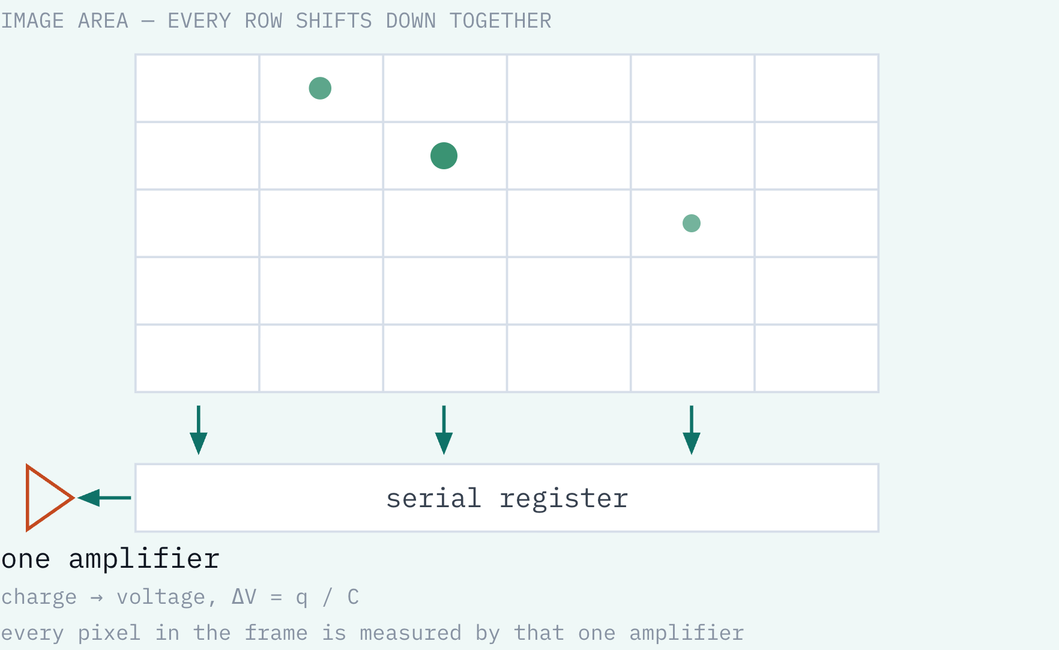 IMAGE AREA — EVERY ROW SHIFTS DOWN TOGETHER
serial register
one amplifier
charge → voltage, ΔV = q / C
every pixel in the frame is measured by that one amplifier